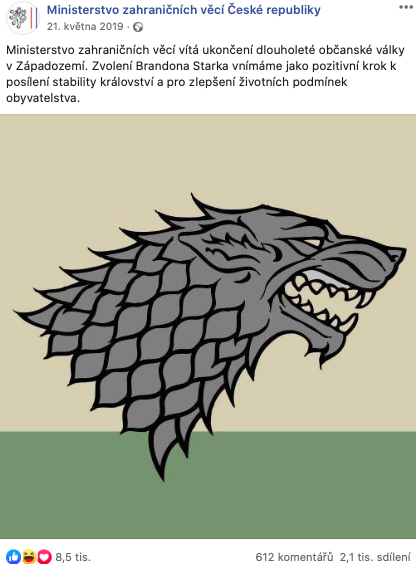 Ministerstvo zahraničních věcí České republiky
21. května 2019 ·
Ministerstvo zahraničních věcí vítá ukončení dlouholeté občanské války
v Západozemí. Zvolení Brandona Starka vnímáme jako pozitivní krok k
posílení stability království a pro zlepšení životních podmínek
obyvatelstva.
8,5 tis.
612 komentářů 2,1 tis. sdílení